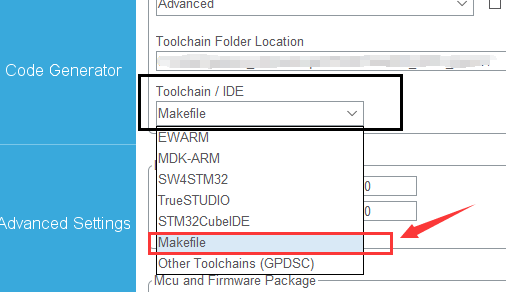 Advanced
Toolchain Folder Location
Code Generator
Toolchain / IDE
Makefile
EWARM
MDK-ARM
SW4STM32
TrueSTUDIO
0
0
STM32CubeIDE
Advanced Settings
Makefile
Other Toolchains (GPDSC)
Mcu and Firmware Package